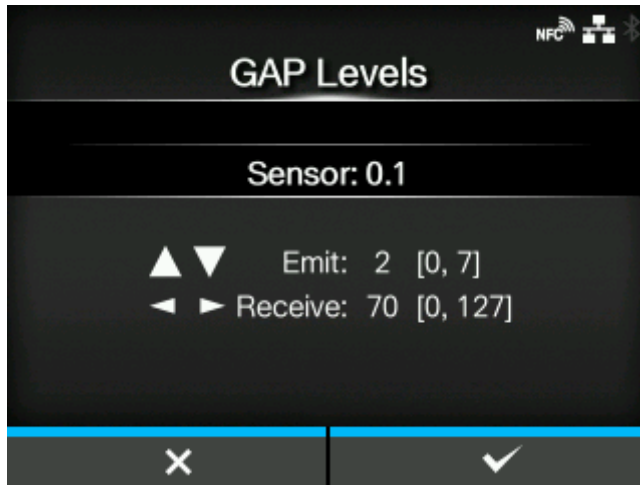 NFC
GAP Levels
Sensor: 0.1
Emit: 2 [0, 7]
Receive: 70 [0, 127]